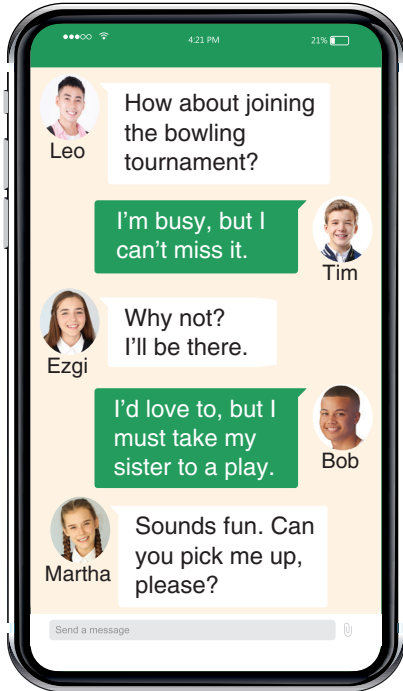 4:21 PM
21%
How about joining
the bowling
tournament?
Leo
I'm busy, but I
can't miss it.
Tim
Why not?
I'll be there.
Ezgi
I'd love to, but I
must take my
sister to a play.
Bob
Sounds fun. Can
you pick me up,
please?
Martha
Send a message